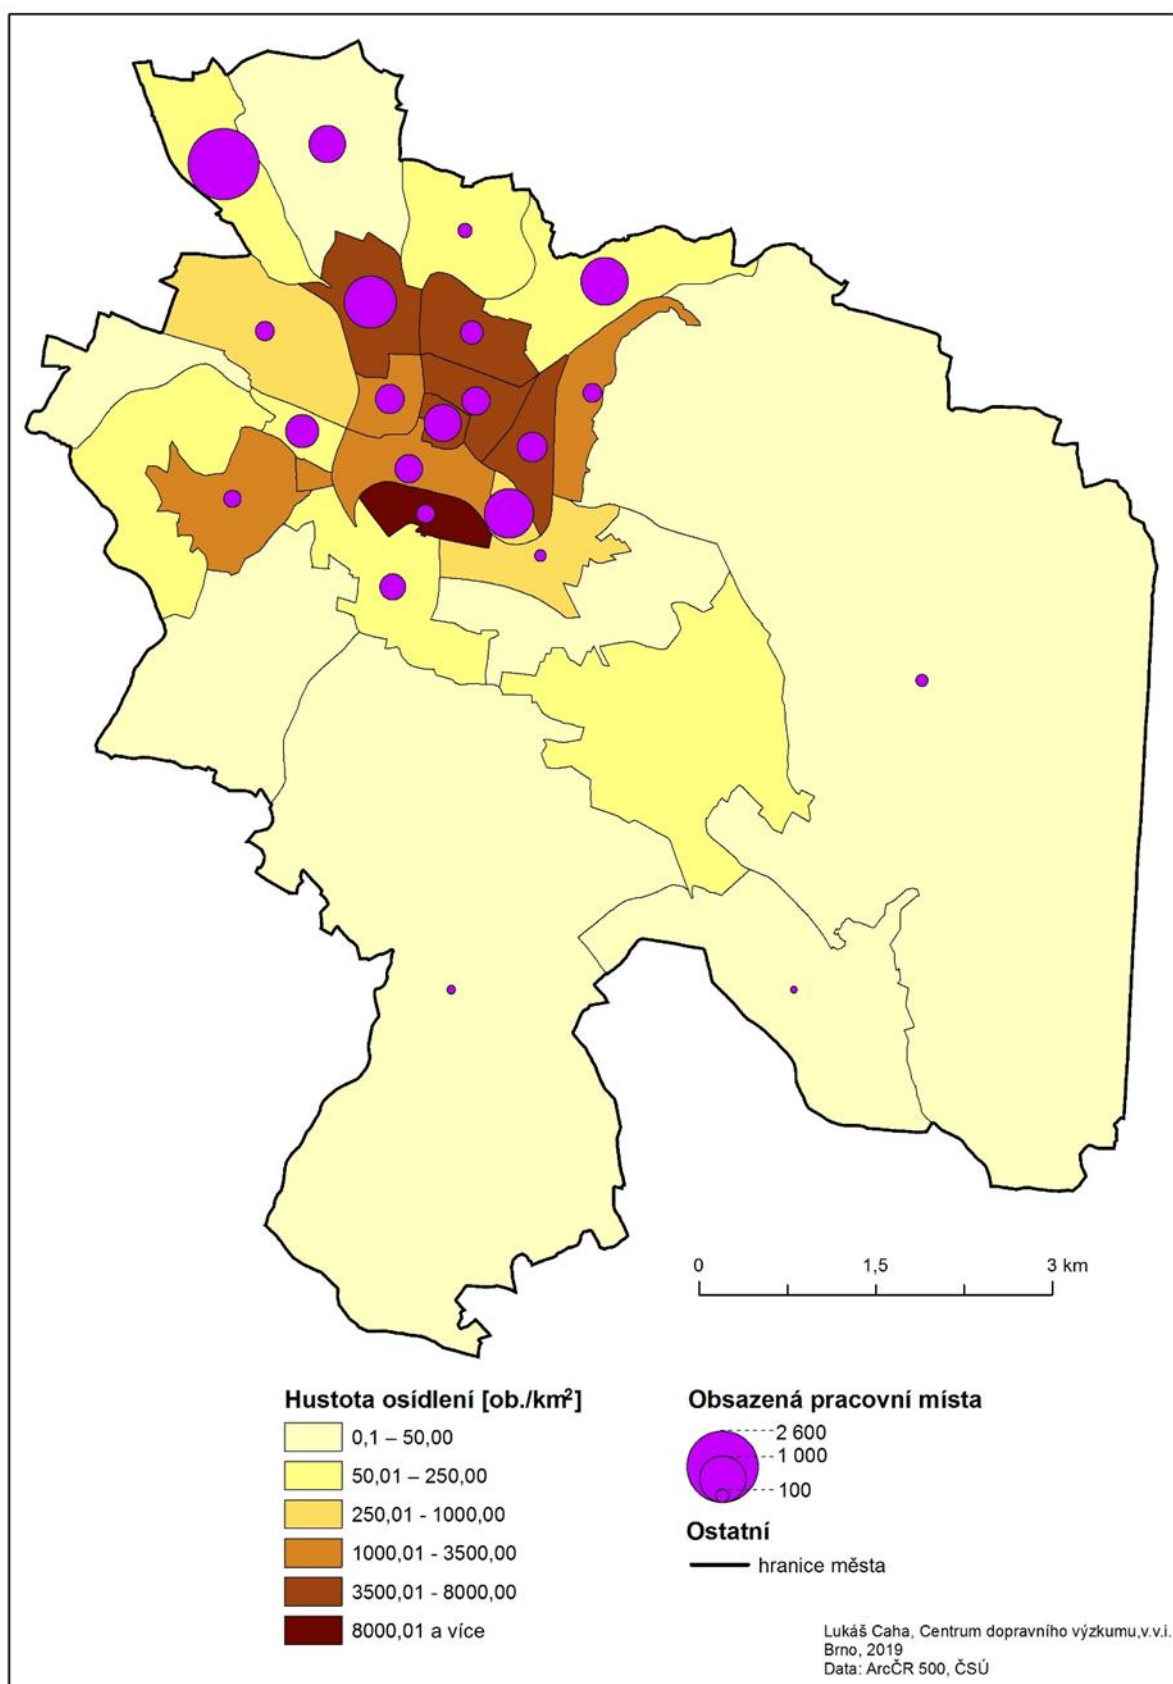 0 1,5 3 km
Hustota osídlení [ob./km²]
0,1 – 50,00
50,01 – 250,00
250,01 - 1000,00
1000,01 - 3500,00
3500,01 - 8000,00
8000,01 a více
Obsazená pracovní místa
2 600
1 000
100
Ostatní
hranice města
Lukáš Caha, Centrum dopravního výzkumu,v.v.i.
Brno, 2019
Data: ArcČR 500, ČSÚ